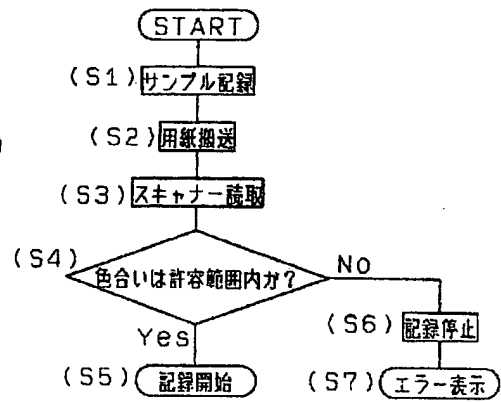 START
(S1) サンプル記録
(S2) 用紙搬送
(S3) スキャナー読取
(S4) 色合いは許容範囲内か?
No
Yes
(S6) 記録停止
(S5) 記録開始
(S7) エラー表示